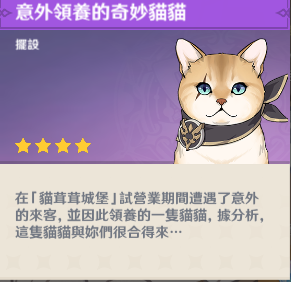 意外領養的奇妙貓貓
擺設
在「貓茸茸城堡」試營業期間遭遇了意外
的來客，並因此領養的一隻貓貓，據分析，
這隻貓貓與妳們很合得來…